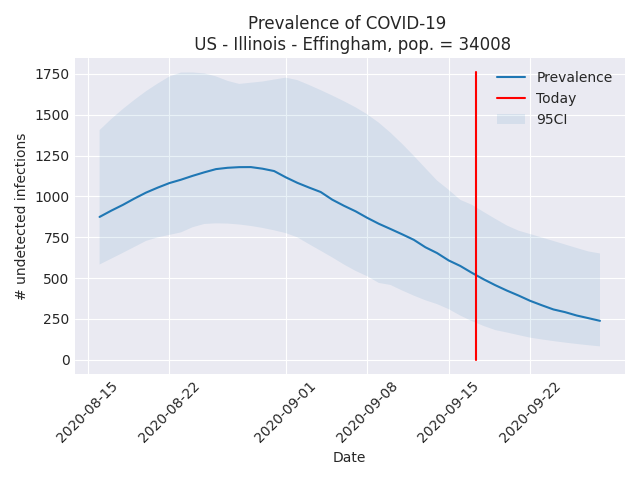 Prevalence of COVID-19
US - Illinois - Effingham, pop. = 34008
Prevalence
Today
95CI
# undetected infections
1750
1500
1250
1000
750
500
250
0
2020-08-15
2020-08-22
2020-09-01
2020-09-08
2020-09-15
2020-09-22
Date